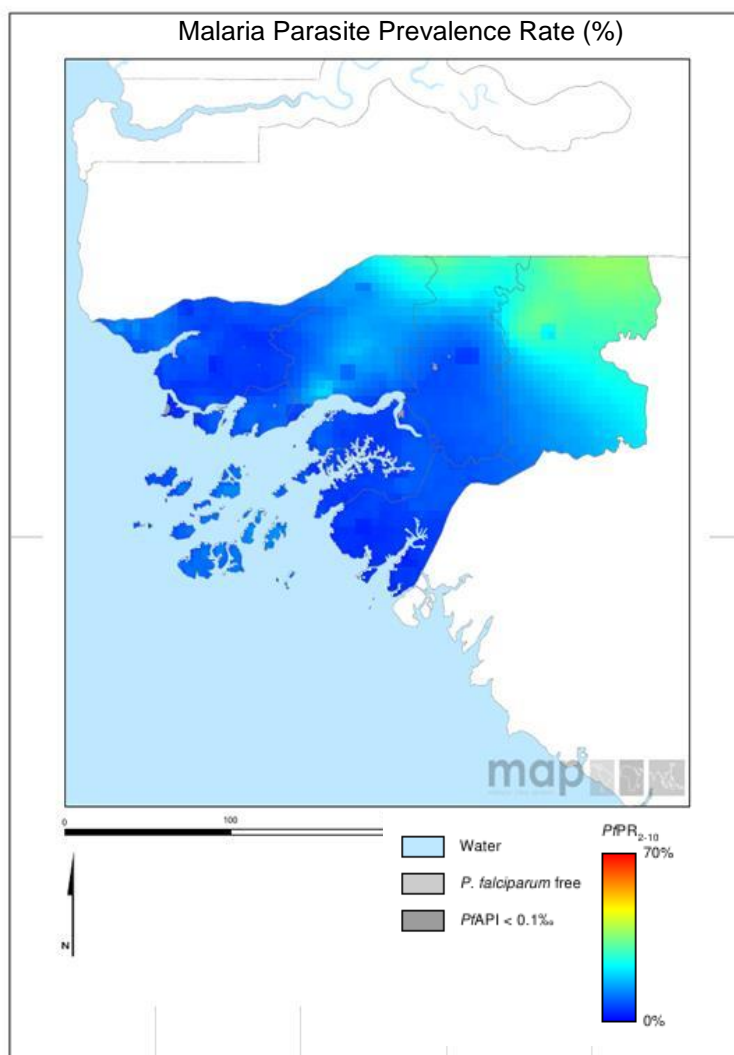 Malaria Parasite Prevalence Rate (%)
map
0
100
Water
P. falciparum free
PfAPI < 0.1‰
PfPR2-10
70%
0%
N